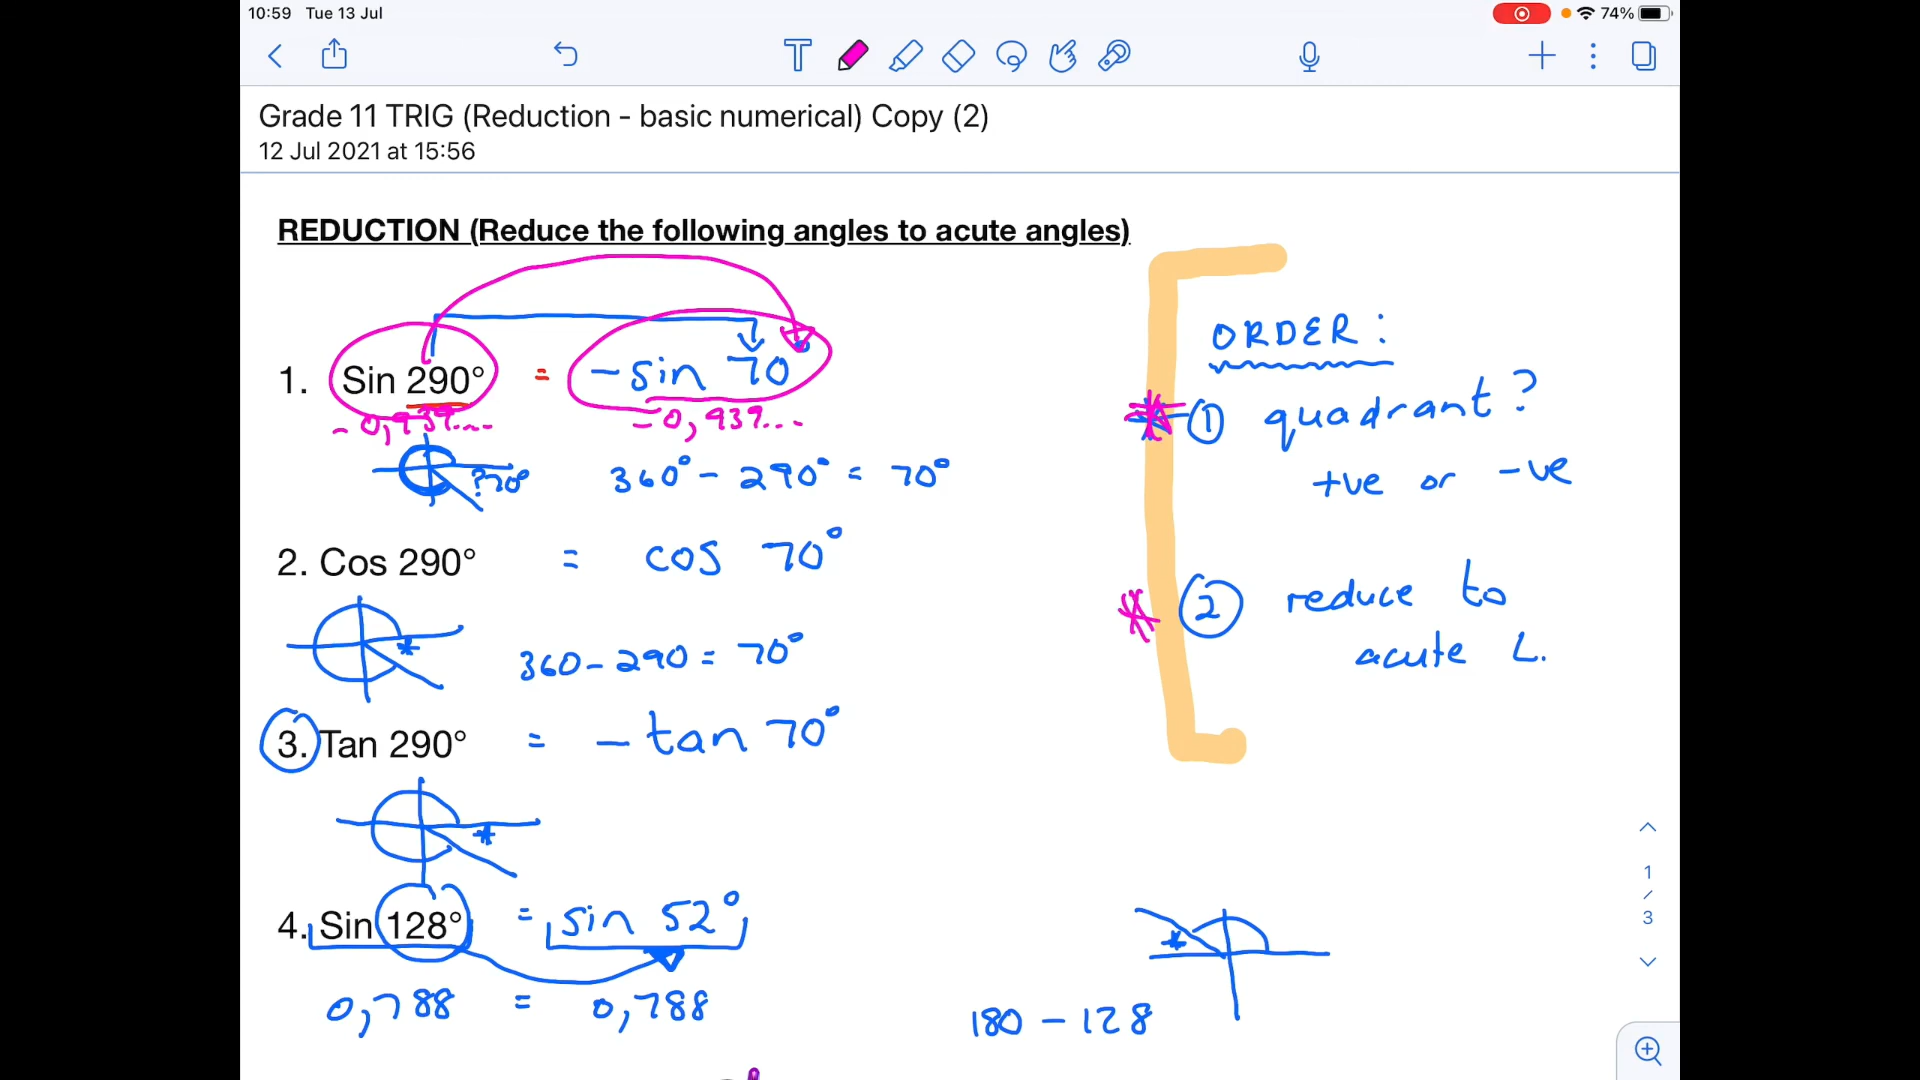 10:59 Tue 13 Jul
74%
Grade 11 TRIG (Reduction - basic numerical) Copy (2)
12 Jul 2021 at 15:56
REDUCTION (Reduce the following angles to acute angles)
ORDER:
1. Sin 290° = -sin 70°
-0,939.... -0,939...
① quadrant?
+ve or -ve
?70° 360° - 290° = 70°
2. Cos 290° = cos 70°
② reduce to
acute L.
360 - 290 = 70°
3. Tan 290° = - tan 70°
4. Sin 128° = sin 52°
0,788 = 0,788
180 - 128
1
/
3